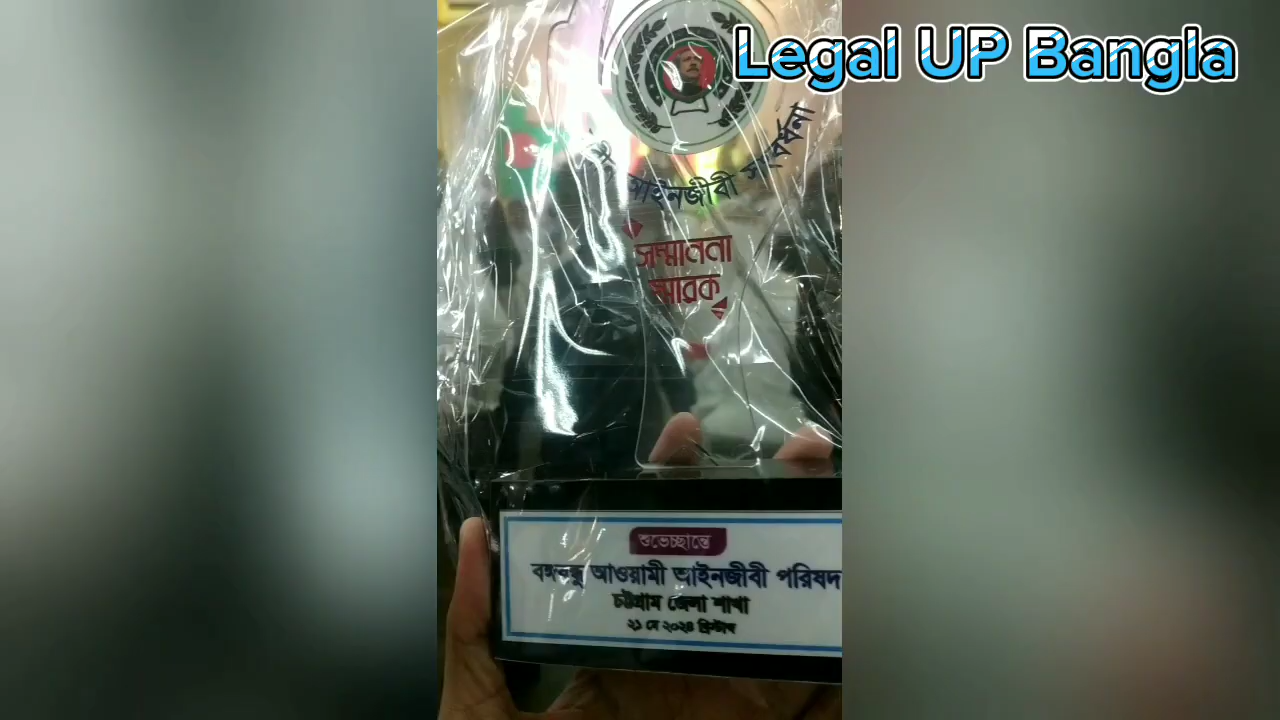 Legal UP Bangla
আইনজীবী
সম্মাননা
স্মারক
শুভেচ্ছান্তে
বঙ্গবন্ধু আওয়ামী আইনজীবী পরিষদ
চট্টগ্রাম জেলা শাখা
২১ মে ২০২৪ খ্রিস্টাব্দ